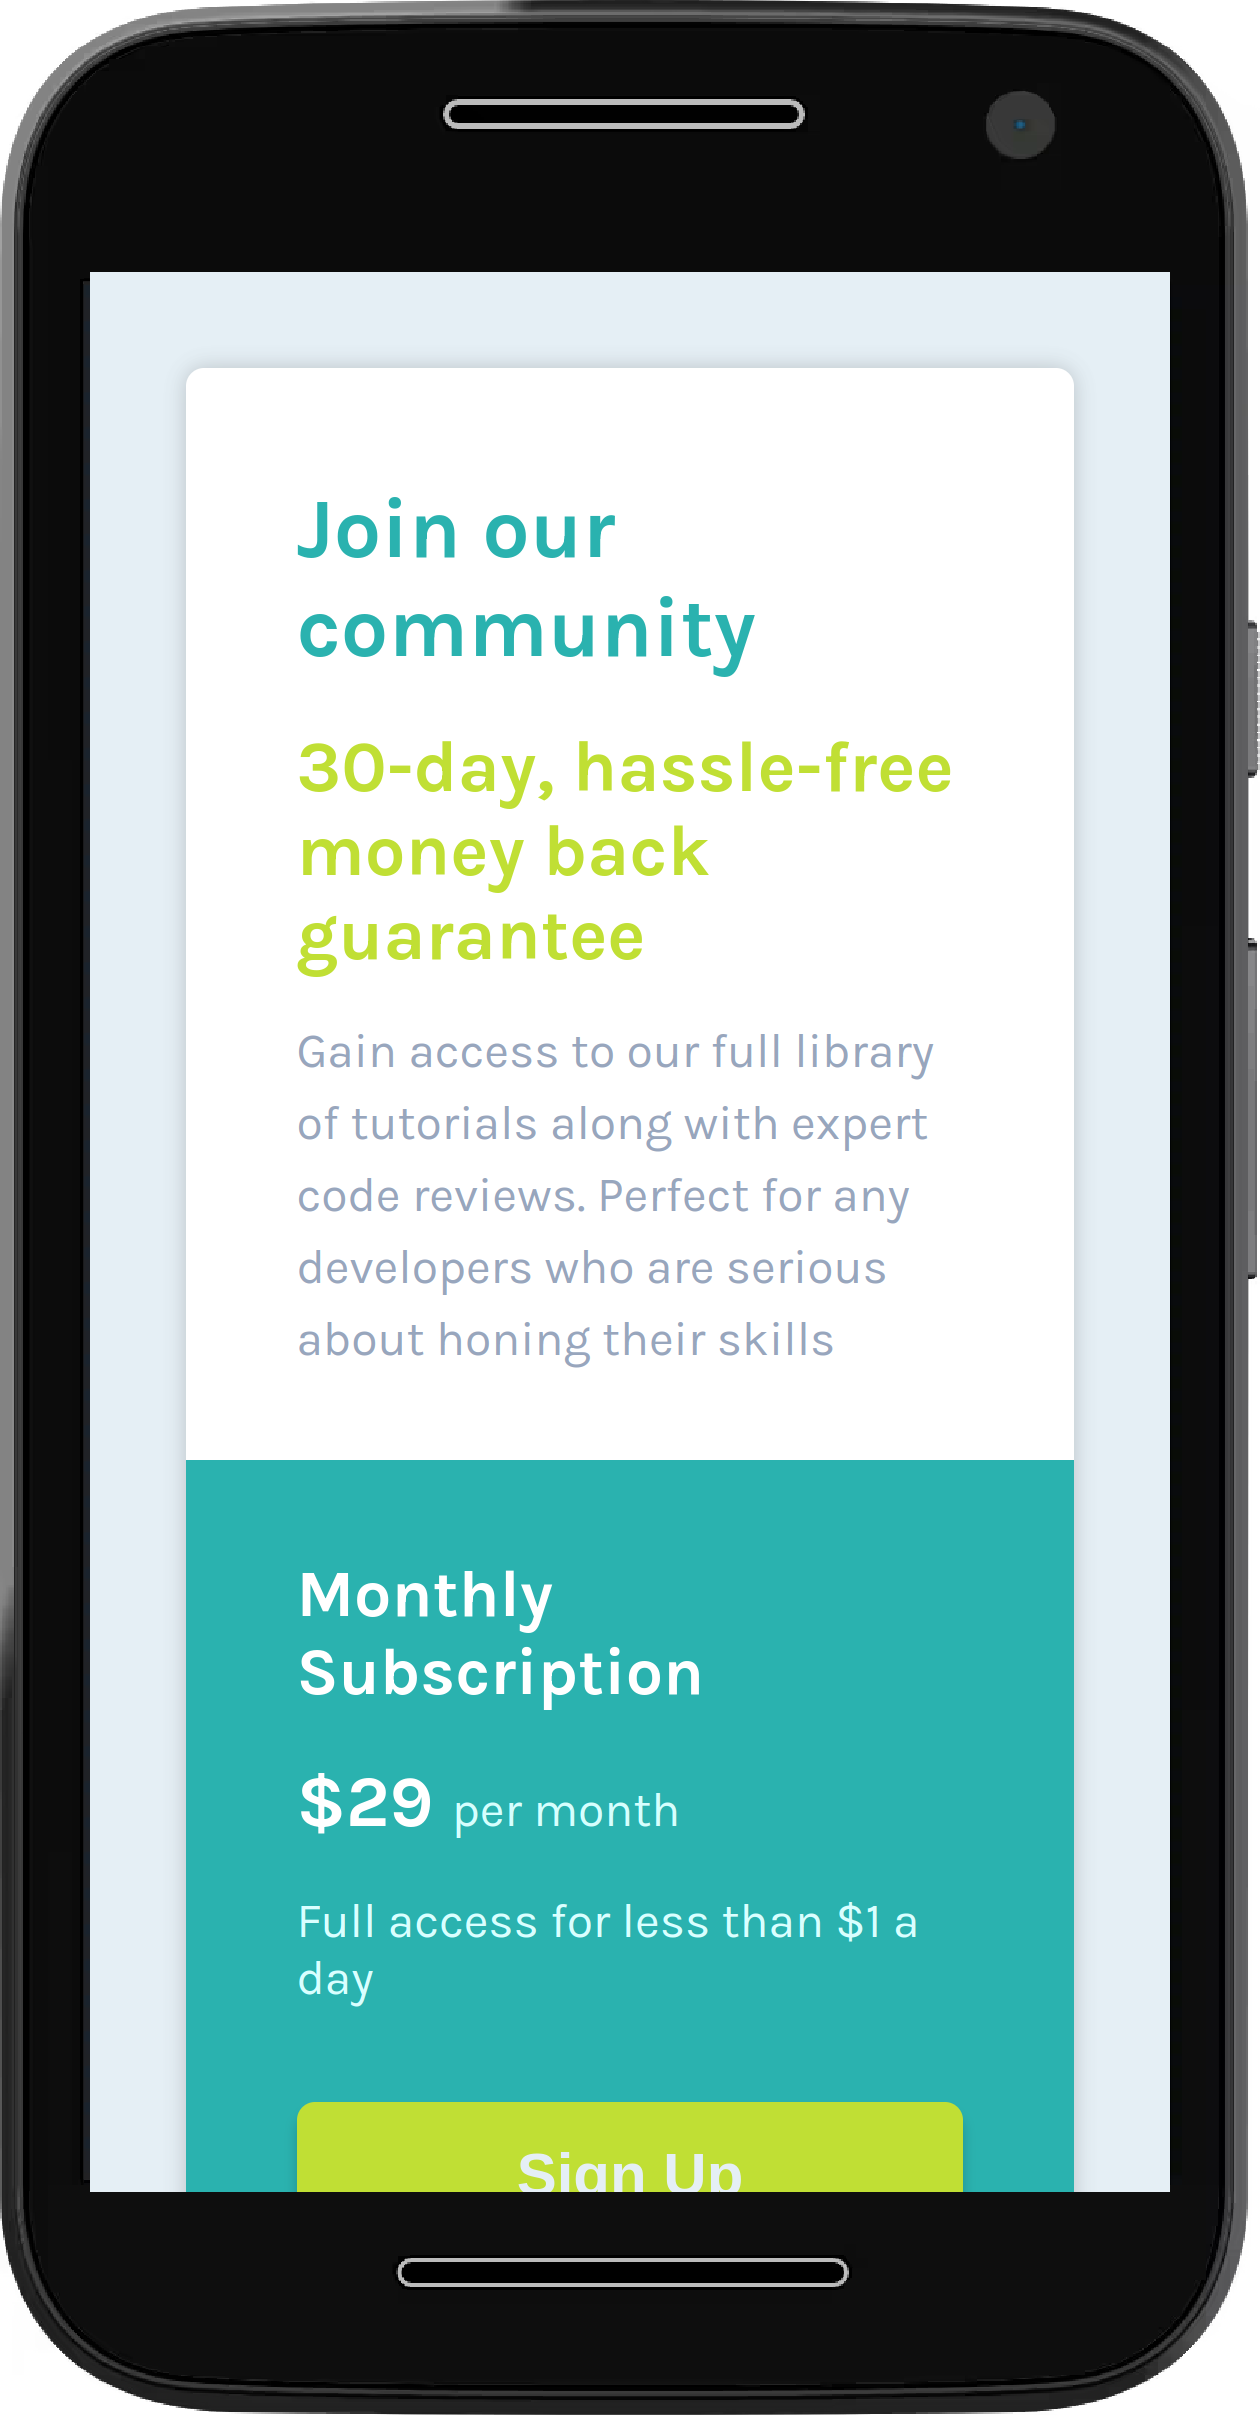 Join our
community
30-day, hassle-free
money back
guarantee
Gain access to our full library
of tutorials along with expert
code reviews. Perfect for any
developers who are serious
about honing their skills
Monthly
Subscription
$29 per month
Full access for less than $1 a
day
Sign Up